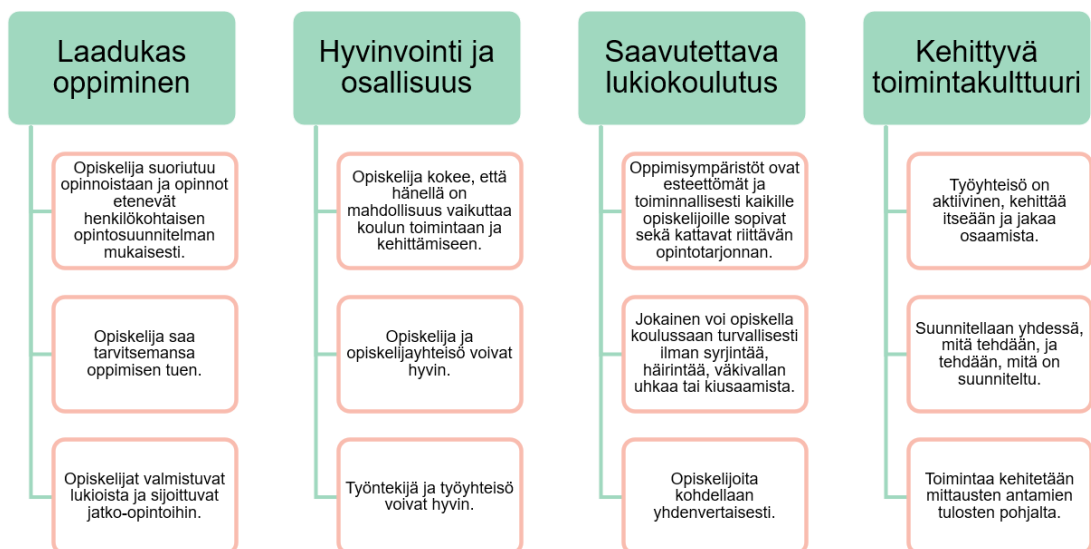 Laadukas
oppiminen
Opiskelija suoriutuu
opinnoistaan ja opinnot
etenevät
henkilökohtaisen
opintosuunnitelman
mukaisesti.
Opiskelija saa
tarvitsemansa
oppimisen tuen.
Opiskelijat valmistuvat
lukioista ja sijoittuvat
jatko-opintoihin.
Hyvinvointi ja
osallisuus
Opiskelija kokee, että
hänellä on
mahdollisuus vaikuttaa
koulun toimintaan ja
kehittämiseen.
Opiskelija ja
opiskelijayhteisö voivat
hyvin.
Työntekijä ja työyhteisö
voivat hyvin.
Saavutettava
lukiokoulutus
Oppimisympäristöt ovat
esteettömät ja
toiminnallisesti kaikille
opiskelijoille sopivat
sekä kattavat riittävän
opintotarjonnan.
Jokainen voi opiskella
koulussaan turvallisesti
ilman syrjintää,
häirintää, väkivallan
uhkaa tai kiusaamista.
Opiskelijoita
kohdellaan
yhdenvertaisesti.
Kehittyvä
toimintakulttuuri
Työyhteisö on
aktiivinen, kehittää
itseään ja jakaa
osaamista.
Suunnitellaan yhdessä,
mitä tehdään, ja
tehdään, mitä on
suunniteltu.
Toimintaa kehitetään
mittausten antamien
tulosten pohjalta.